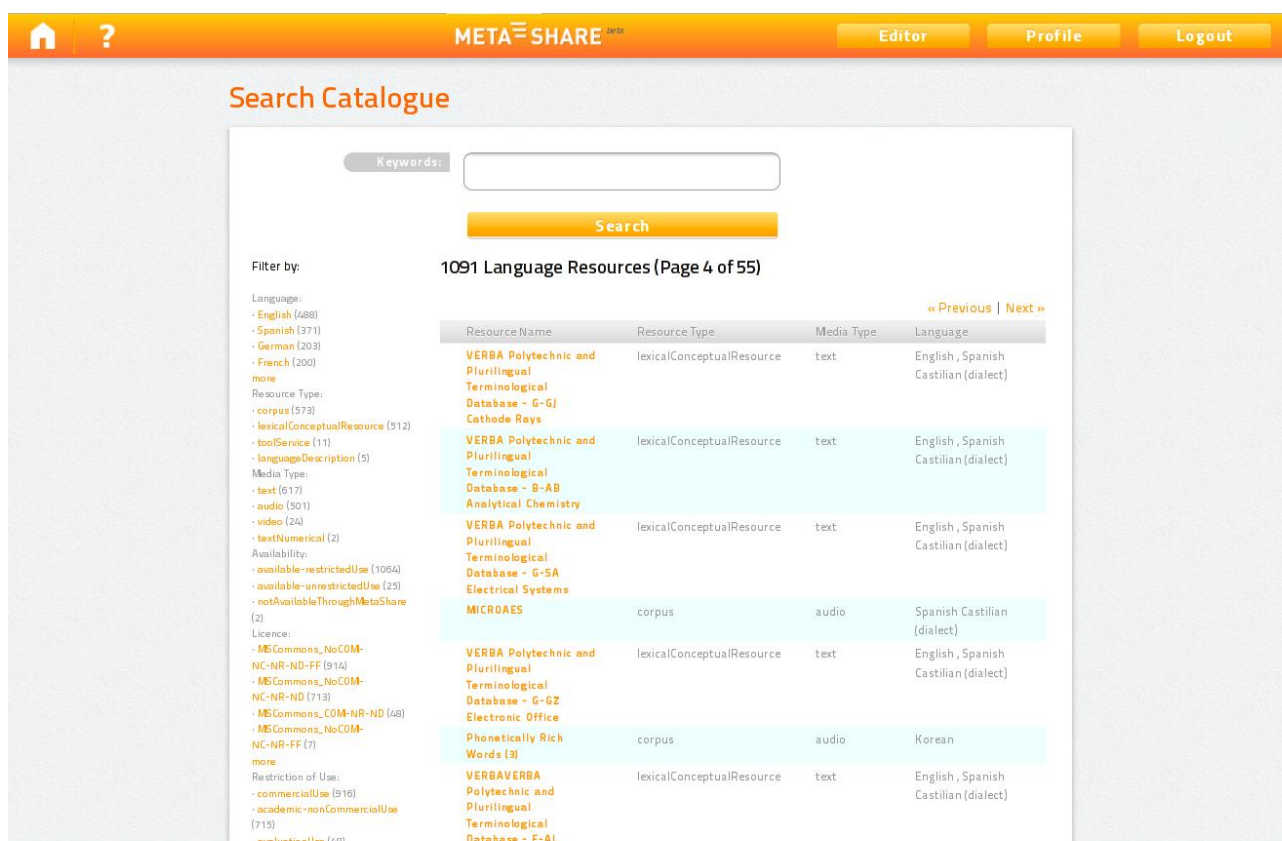 ?
META SHARE beta
Editor
Profile
Logout
Search Catalogue
Keywords:
Search
Filter by:
Language:
· English (488)
· Spanish (371)
· German (203)
· French (200)
more
Resource Type:
· corpus (573)
· lexicalConceptualResource (512)
· toolService (11)
· languageDescription (5)
Media Type:
· text (617)
· audio (501)
· video (24)
· textNumerical (2)
Availability:
· available-restrictedUse (1064)
· available-unrestrictedUse (25)
· notAvailableThroughMetaShare
(2)
Licence:
· MSCommons_NoCOM-
NC-NR-ND-FF (914)
· MSCommons_NoCOM-
NC-NR-ND (713)
· MSCommons_COM-NR-ND (48)
· MSCommons_NoCOM-
NC-NR-FF (7)
more
Restriction of Use:
· commercialUse (916)
· academic-nonCommercialUse
(715)
· evaluationUse (48)
1091 Language Resources (Page 4 of 55)
« Previous | Next »
Resource Name Resource Type Media Type Language
VERBA Polytechnic and lexicalConceptualResource text English , Spanish
Plurilingual Castilian (dialect)
Terminological
Database - G-GJ
Cathode Rays
VERBA Polytechnic and lexicalConceptualResource text English , Spanish
Plurilingual Castilian (dialect)
Terminological
Database - B-AB
Analytical Chemistry
VERBA Polytechnic and lexicalConceptualResource text English , Spanish
Plurilingual Castilian (dialect)
Terminological
Database - G-SA
Electrical Systems
MICROAES corpus audio Spanish Castilian
(dialect)
VERBA Polytechnic and lexicalConceptualResource text English , Spanish
Plurilingual Castilian (dialect)
Terminological
Database - G-GZ
Electronic Office
Phonetically Rich corpus audio Korean
Words (3)
VERBAVERBA lexicalConceptualResource text English , Spanish
Polytechnic and Castilian (dialect)
Plurilingual
Terminological
Database - F-AL